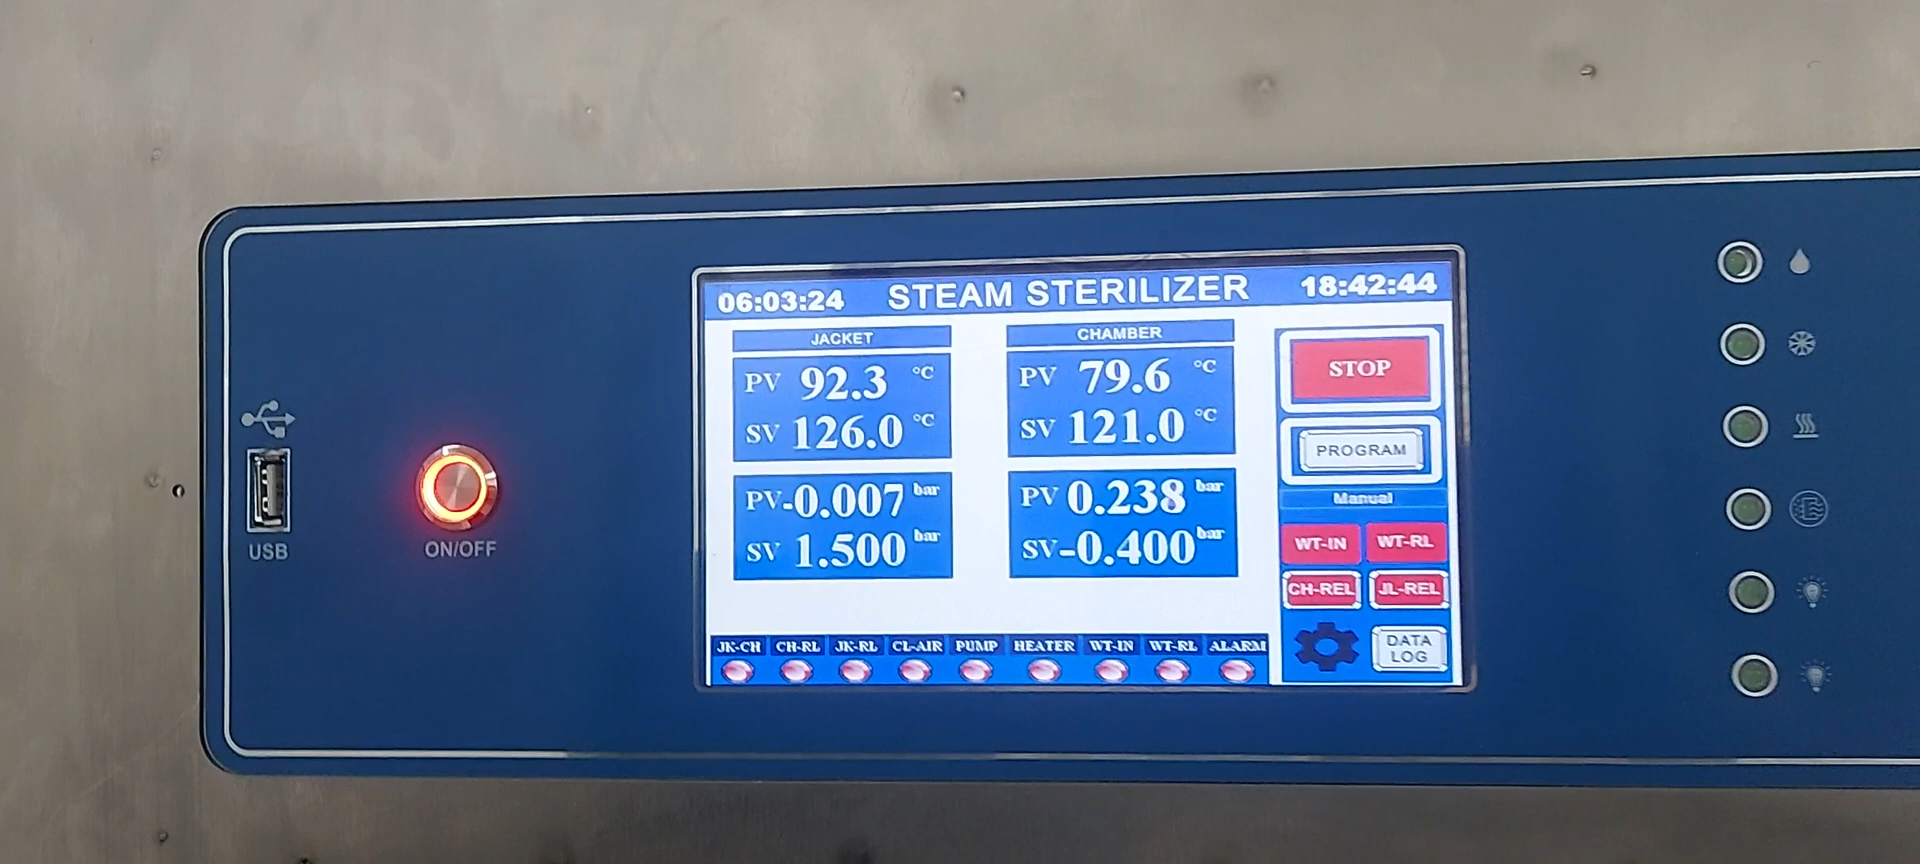 06:03:24 STEAM STERILIZER 18:42:44
JACKET
PV 92.3 °C
SV 126.0 °C
PV -0.007 bar
SV 1.500 bar
CHAMBER
PV 79.6 °C
SV 121.0 °C
PV 0.238 bar
SV -0.400 bar
STOP
PROGRAM
Manual
WT-IN WT-RL
CH-REL JL-REL
DATA
LOG
JK-CH CH-RL JK-RL CL-AIR PUMP HEATER WT-IN WT-RL ALARM
USB
ON/OFF